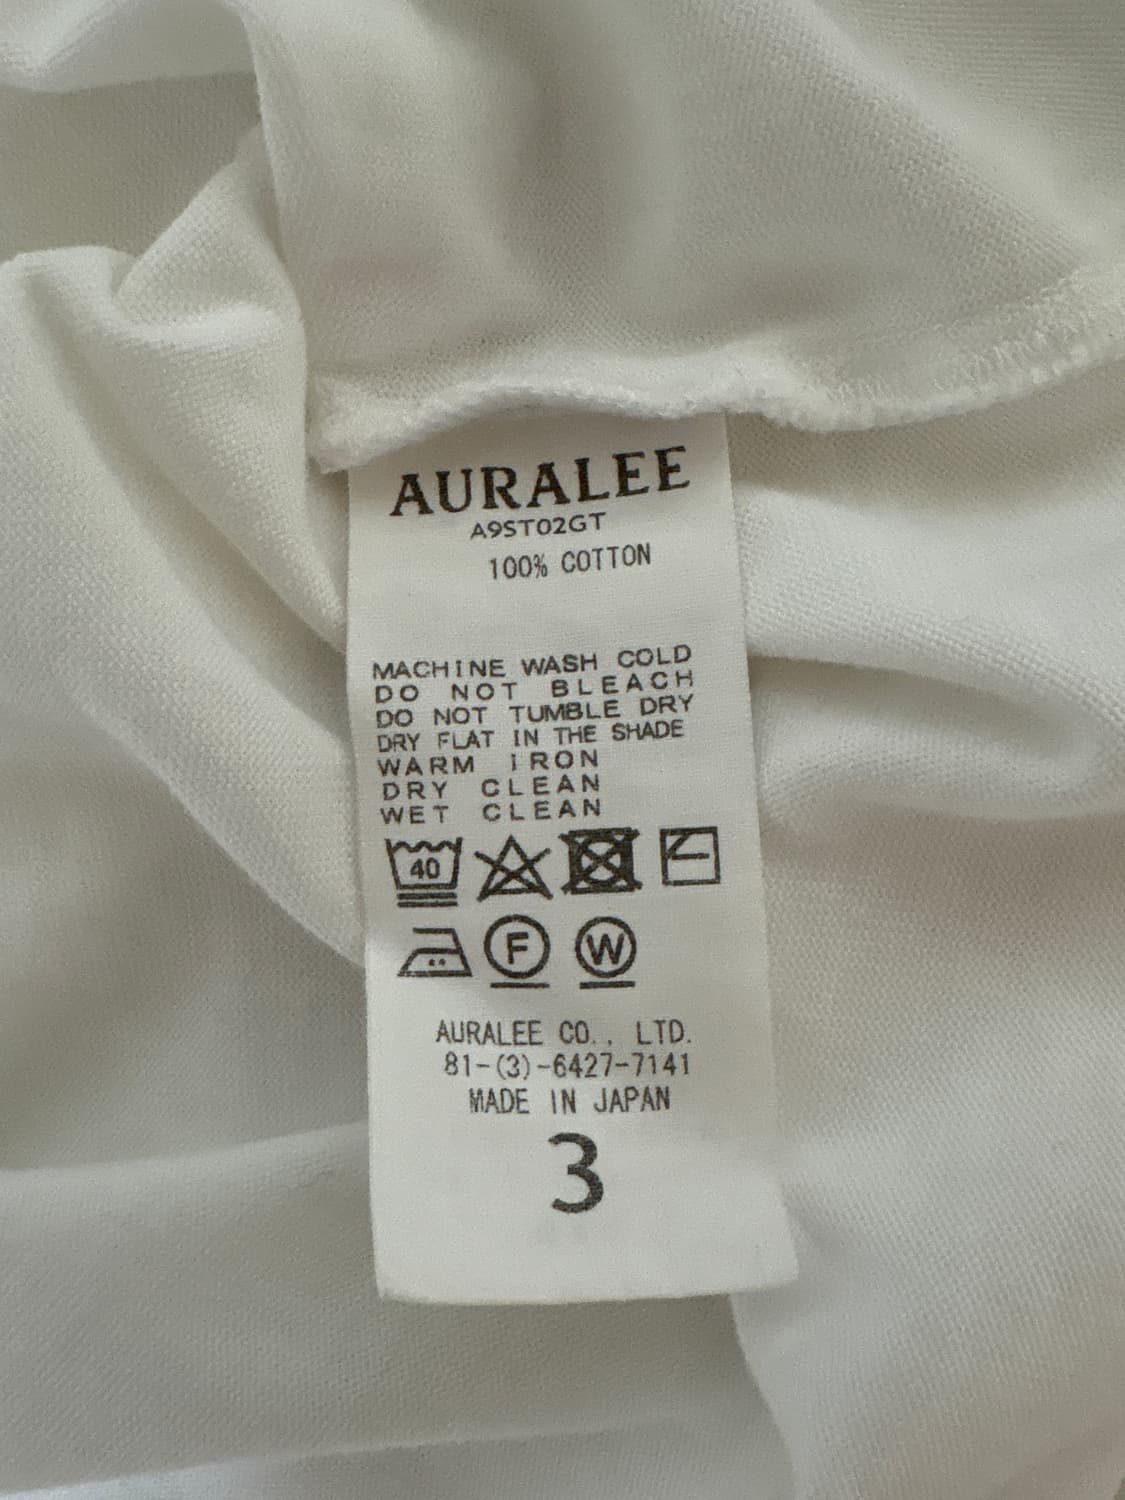 AURALEE
A9ST02GT
100% COTTON
MACHINE WASH COLD
DO NOT BLEACH
DO NOT TUMBLE DRY
DRY FLAT IN THE SHADE
WARM IRON
DRY CLEAN
WET CLEAN
40
F W
AURALEE CO., LTD.
81-(3)-6427-7141
MADE IN JAPAN
3